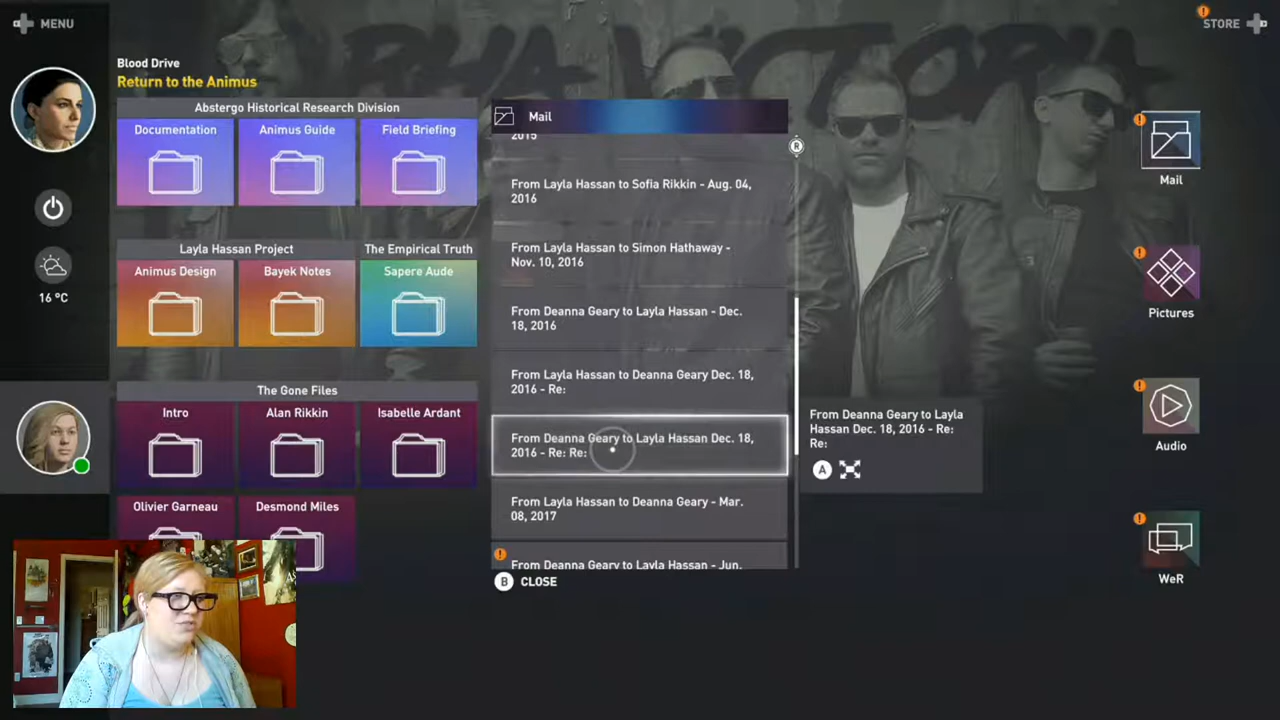 MENU
STORE
Blood Drive
Return to the Animus
Abstergo Historical Research Division
Documentation
Animus Guide
Field Briefing
Layla Hassan Project
The Empirical Truth
Animus Design
Bayek Notes
Sapere Aude
16 °C
The Gone Files
Intro
Alan Rikkin
Isabelle Ardant
Olivier Garneau
Desmond Miles
Mail
2015
R
From Layla Hassan to Sofia Rikkin - Aug. 04,
2016
From Layla Hassan to Simon Hathaway -
Nov. 10, 2016
From Deanna Geary to Layla Hassan - Dec.
18, 2016
From Layla Hassan to Deanna Geary Dec. 18,
2016 - Re:
From Deanna Geary to Layla Hassan Dec. 18,
2016 - Re: Re:
From Layla Hassan to Deanna Geary - Mar.
08, 2017
From Deanna Geary to Layla Hassan - Jun.
B CLOSE
From Deanna Geary to Layla
Hassan Dec. 18, 2016 - Re:
Re:
A
Mail
Pictures
Audio
WeR